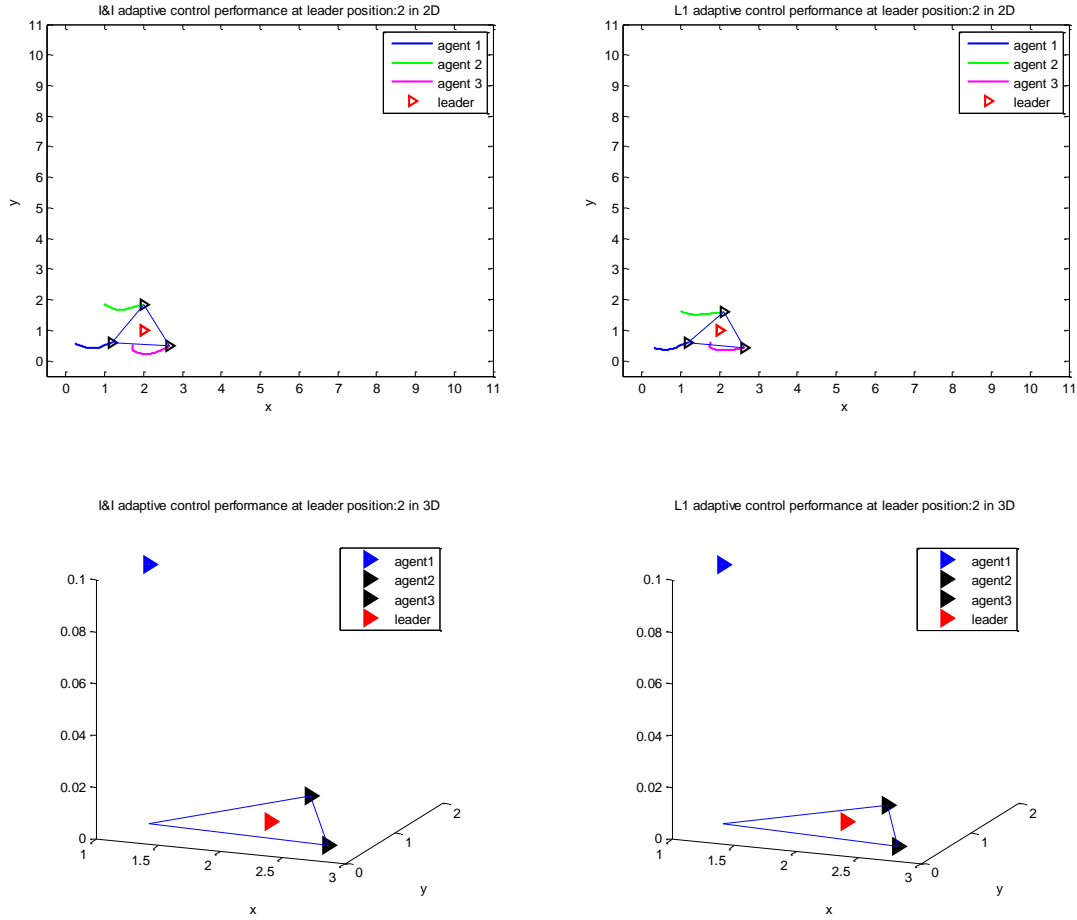 I&I adaptive control performance at leader position:2 in 2D
11
10
9
8
7
6
5
4
3
2
1
0
y
0 1 2 3 4 5 6 7 8 9 10 11
x
agent 1
agent 2
agent 3
leader
L1 adaptive control performance at leader position:2 in 2D
11
10
9
8
7
6
5
4
3
2
1
0
y
0 1 2 3 4 5 6 7 8 9 10 11
x
agent 1
agent 2
agent 3
leader
I&I adaptive control performance at leader position:2 in 3D
agent1
agent2
agent3
leader
0.1
0.08
0.06
0.04
0.02
0
1 1.5 2 2.5 3
x
0 1 2
y
L1 adaptive control performance at leader position:2 in 3D
agent1
agent2
agent3
leader
0.1
0.08
0.06
0.04
0.02
0
1 1.5 2 2.5 3
x
0 1 2
y